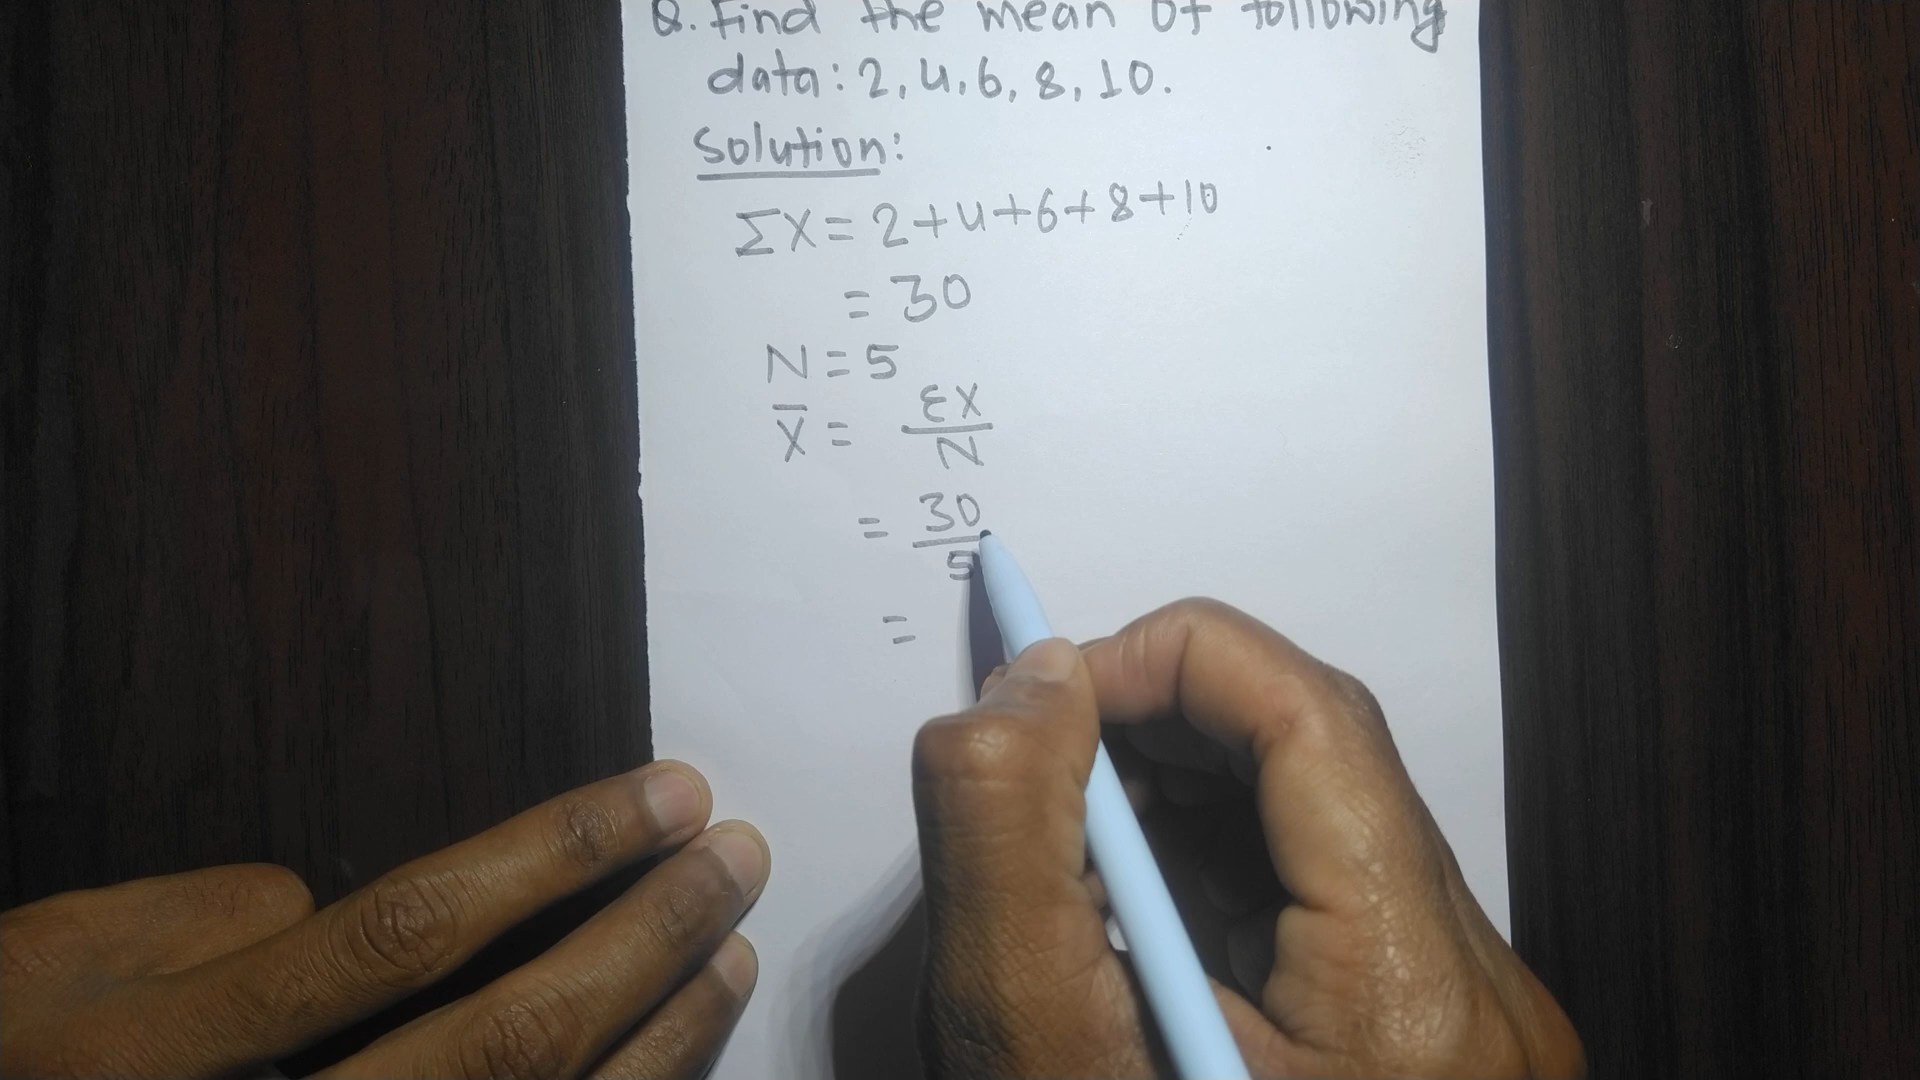 Q. Find the mean of following
data: 2, 4, 6, 8, 10.
Solution:
ΣX = 2+4+6+8+10
= 30
N = 5
X̄ = ΣX/N
= 30/5
=